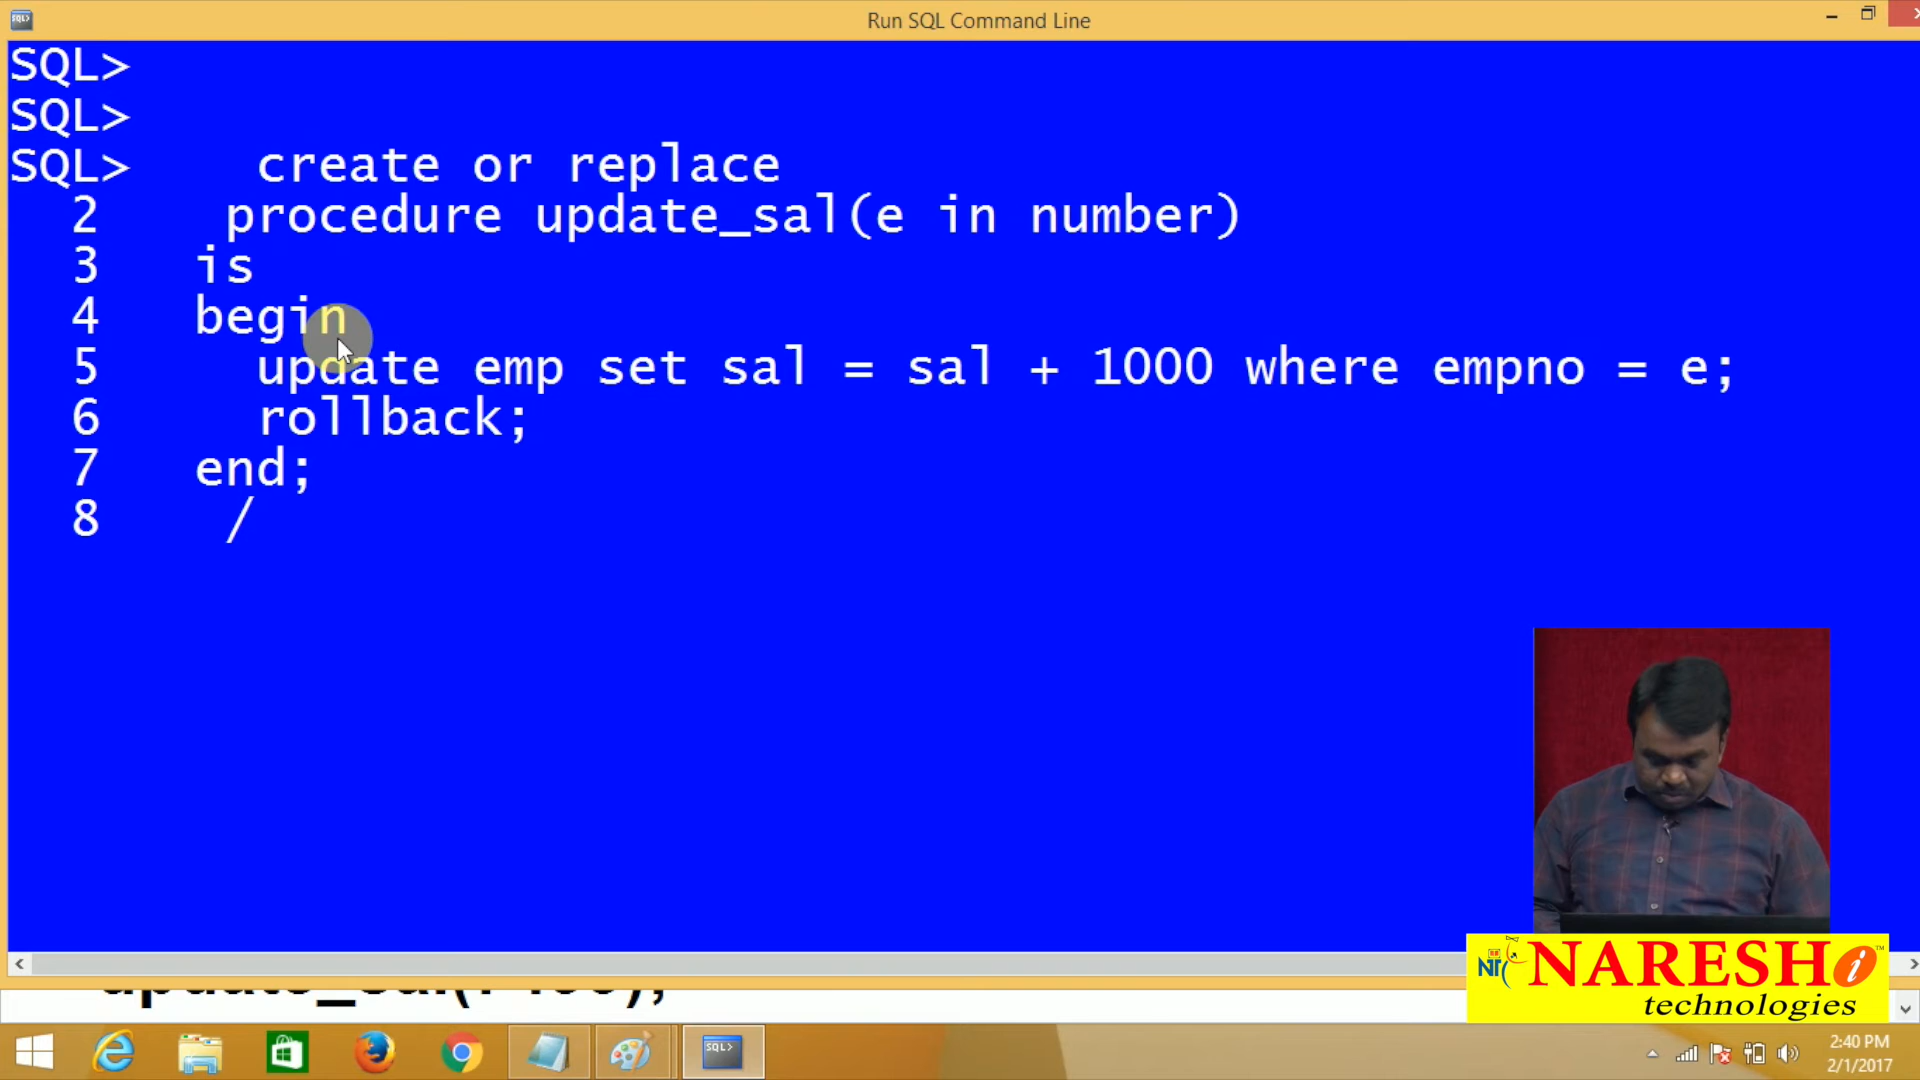 Run SQL Command Line
SQL>
SQL>
SQL> create or replace
2 procedure update_sal(e in number)
3 is
4 begin
5 update emp set sal = sal + 1000 where empno = e;
6 rollback;
7 end;
8 /
NARESH i
technologies
2:40 PM
2/1/2017